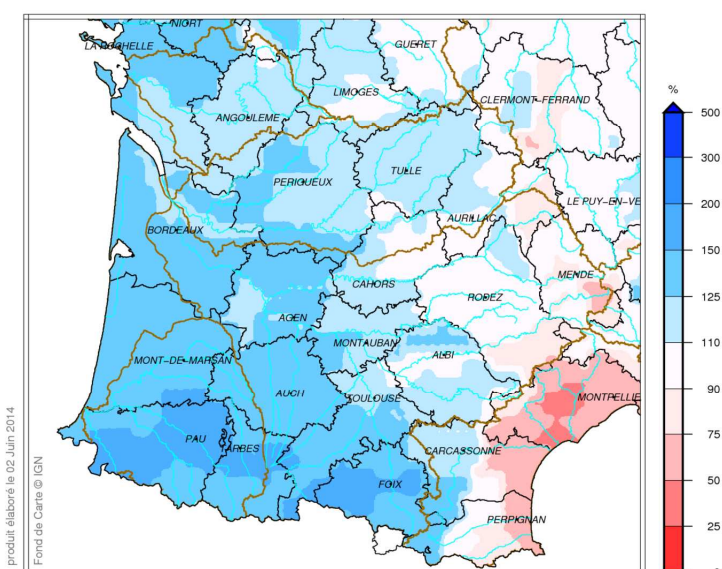 NIORT
LA ROCHELLE
GUERET
LIMOGES
CLERMONT-FERRAND
ANGOULEME
PERIGUEUX
TULLE
LE PUY-EN-VE
AURILLAC
BORDEAUX
MENDE
CAHORS
RODEZ
AGEN
MONTAUBAN
ALBI
MONT-DE-MARSAN
AUCH
TOULOUSE
MONTPELLIE
PAU
TARBES
CARCASSONNE
FOIX
PERPIGNAN
%
500
300
200
150
125
110
90
75
50
25
produit élaboré le 02 Juin 2014
Fond de Carte © IGN